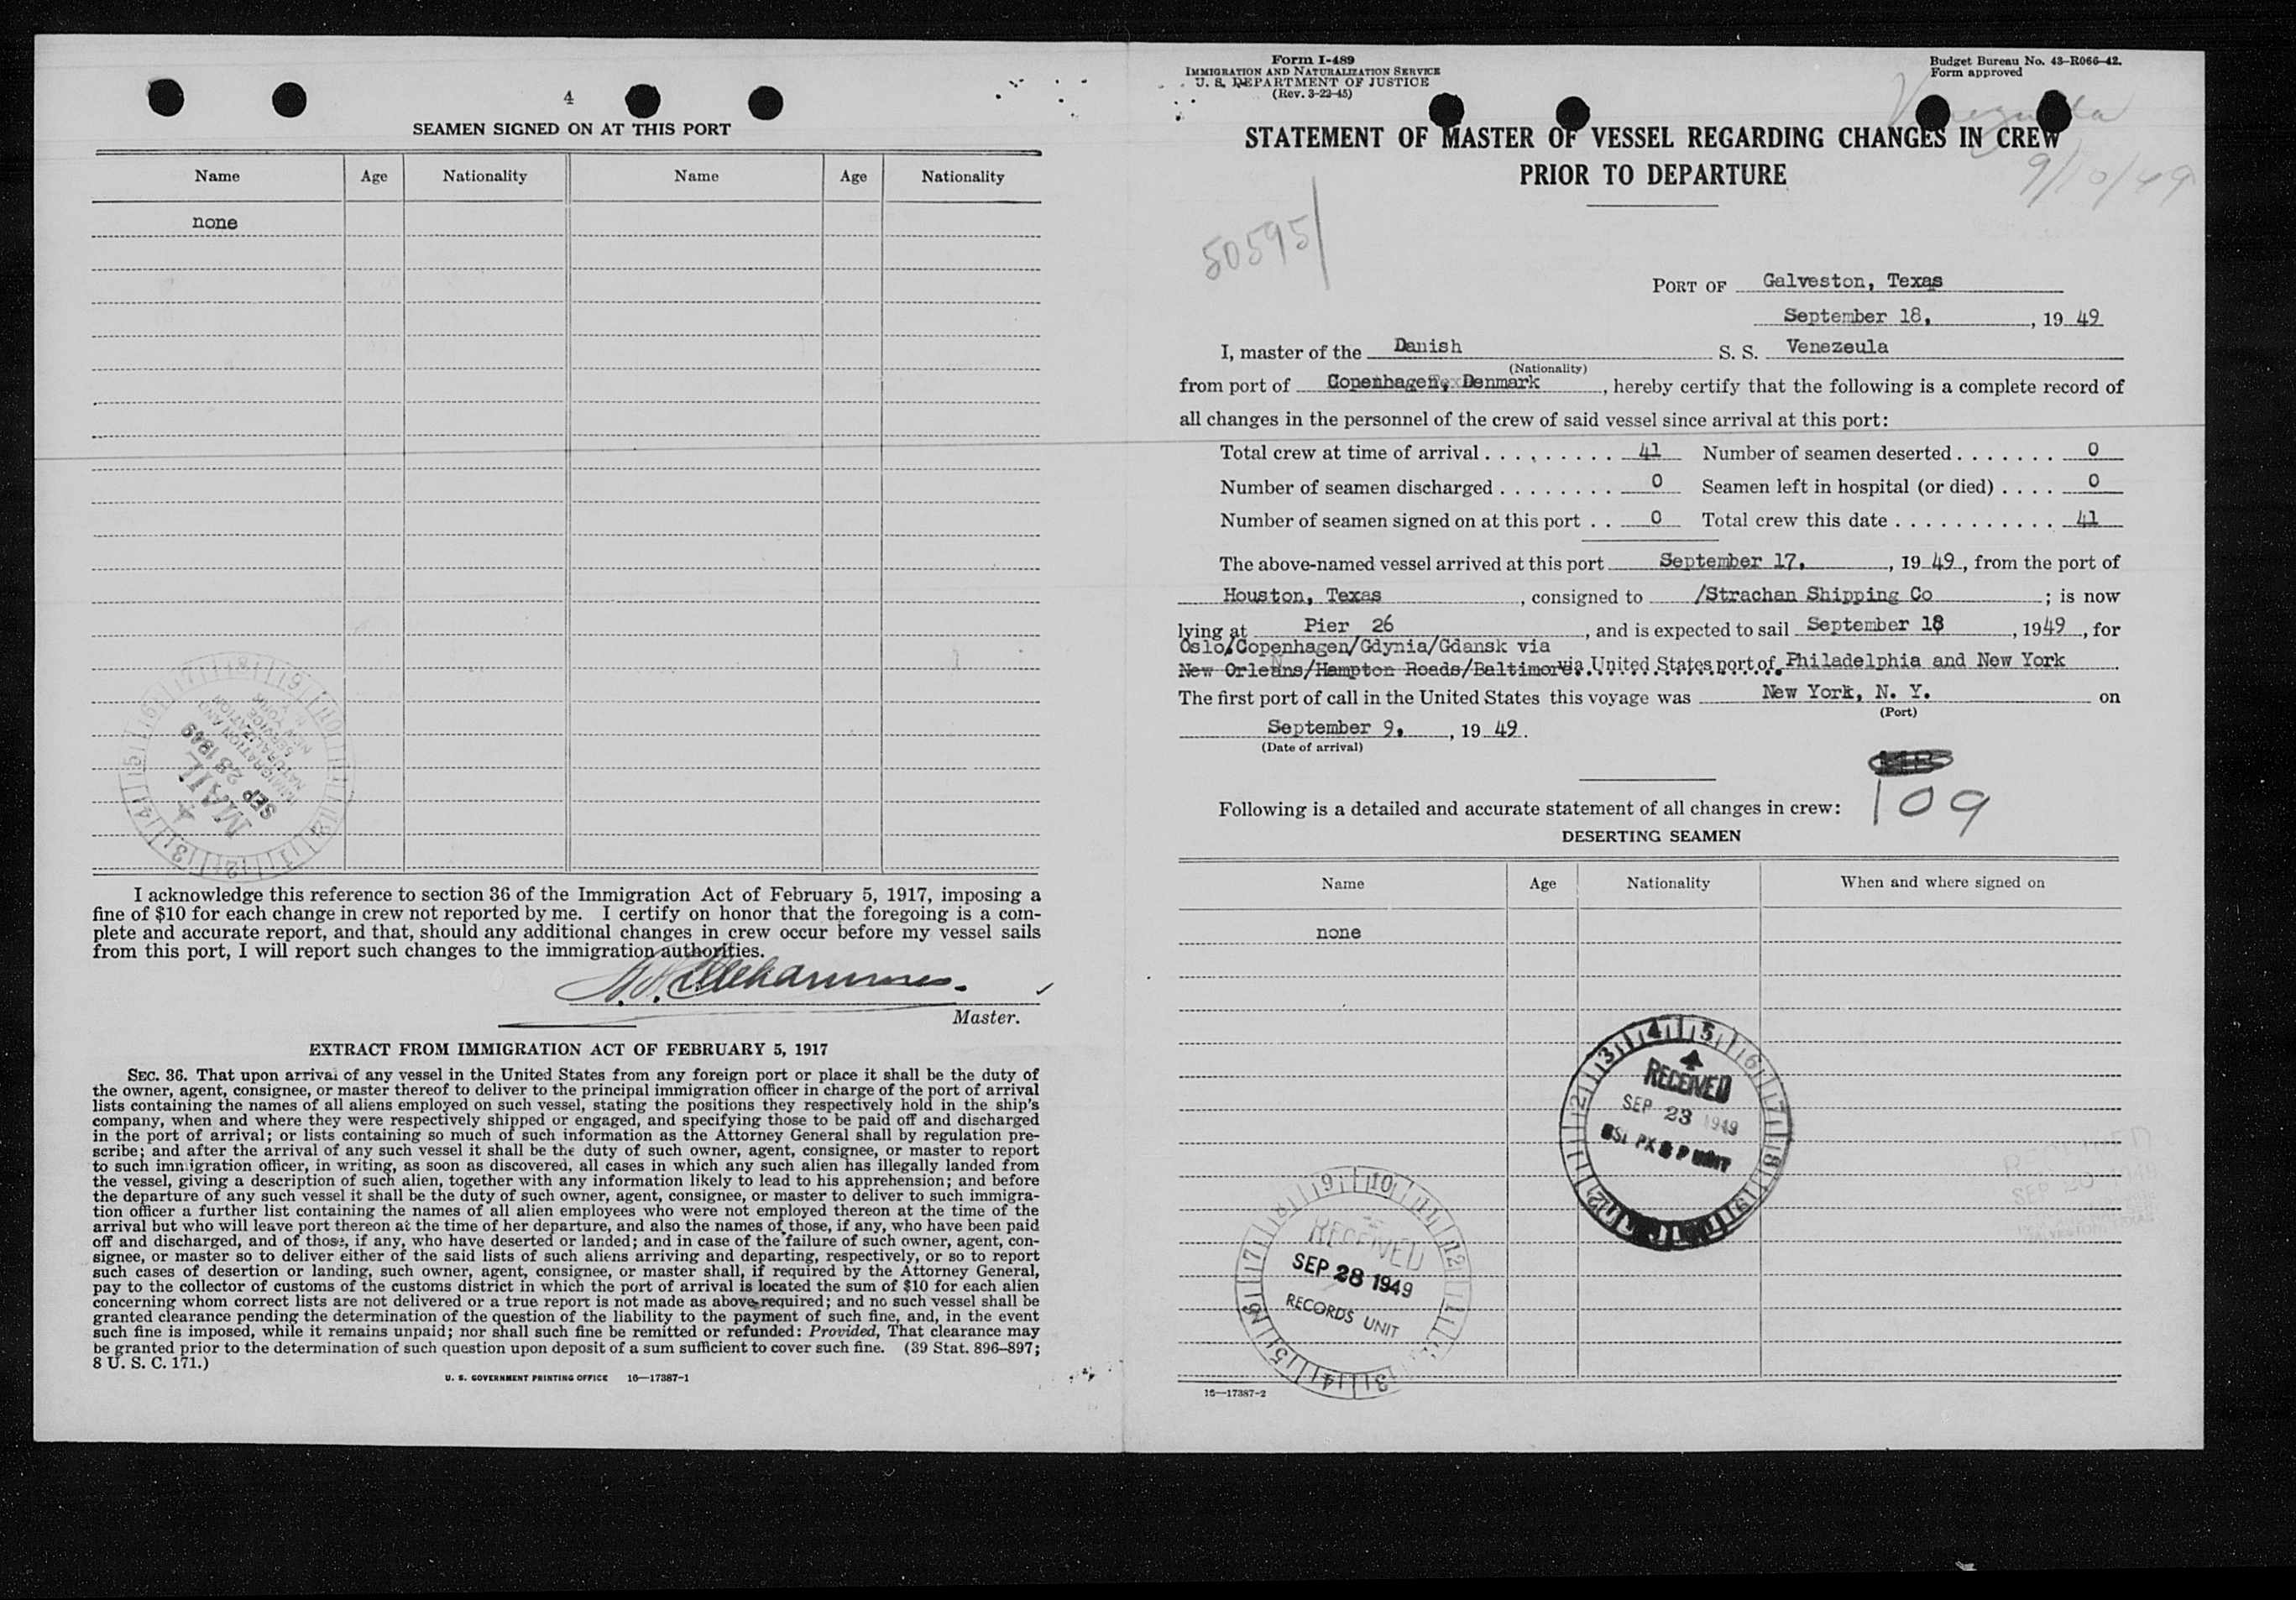 4
SEAMEN SIGNED ON AT THIS PORT
Name Age Nationality Name Age Nationality
none
MAIL
SEP 28 1949
IMMIGRATION AND
NATURALIZATION
SERVICE
NEW YORK
I acknowledge this reference to section 36 of the Immigration Act of February 5, 1917, imposing a
fine of $10 for each change in crew not reported by me. I certify on honor that the foregoing is a com-
plete and accurate report, and that, should any additional changes in crew occur before my vessel sails
from this port, I will report such changes to the immigration authorities.
Master.
EXTRACT FROM IMMIGRATION ACT OF FEBRUARY 5, 1917
SEC. 36. That upon arrival of any vessel in the United States from any foreign port or place it shall be the duty of
the owner, agent, consignee, or master thereof to deliver to the principal immigration officer in charge of the port of arrival
lists containing the names of all aliens employed on such vessel, stating the positions they respectively hold in the ship's
company, when and where they were respectively shipped or engaged, and specifying those to be paid off and discharged
in the port of arrival; or lists containing so much of such information as the Attorney General shall by regulation pre-
scribe; and after the arrival of any such vessel it shall be the duty of such owner, agent, consignee, or master to report
to such immigration officer, in writing, as soon as discovered, all cases in which any such alien has illegally landed from
the vessel, giving a description of such alien, together with any information likely to lead to his apprehension; and before
the departure of any such vessel it shall be the duty of such owner, agent, consignee, or master to deliver to such immigra-
tion officer a further list containing the names of all alien employees who were not employed thereon at the time of the
arrival but who will leave port thereon at the time of her departure, and also the names of those, if any, who have been paid
off and discharged, and of those, if any, who have deserted or landed; and in case of the failure of such owner, agent, con-
signee, or master so to deliver either of the said lists of such aliens arriving and departing, respectively, or so to report
such cases of desertion or landing, such owner, agent, consignee, or master shall, if required by the Attorney General,
pay to the collector of customs of the customs district in which the port of arrival is located the sum of $10 for each alien
concerning whom correct lists are not delivered or a true report is not made as above required; and no such vessel shall be
granted clearance pending the determination of the question of the liability to the payment of such fine, and, in the event
such fine is imposed, while it remains unpaid; nor shall such fine be remitted or refunded: Provided, That clearance may
be granted prior to the determination of such question upon deposit of a sum sufficient to cover such fine. (39 Stat. 896–897;
8 U. S. C. 171.)
U. S. GOVERNMENT PRINTING OFFICE 16—17387-1
Form I-489
IMMIGRATION AND NATURALIZATION SERVICE
U. S. DEPARTMENT OF JUSTICE
(Rev. 3-22-45)
Budget Bureau No. 43-R066-42.
Form approved
STATEMENT OF MASTER OF VESSEL REGARDING CHANGES IN CREW
PRIOR TO DEPARTURE
9/10/49
50595/
PORT OF Galveston, Texas
September 18, , 19 49
I, master of the Danish S. S. Venezeula
(Nationality)
from port of Copenhagen, Denmark, hereby certify that the following is a complete record of
all changes in the personnel of the crew of said vessel since arrival at this port:
Total crew at time of arrival . . . . . . . . . 41 Number of seamen deserted . . . . . . . 0
Number of seamen discharged . . . . . . . . 0 Seamen left in hospital (or died) . . . . 0
Number of seamen signed on at this port . . 0 Total crew this date . . . . . . . . . . . . 41
The above-named vessel arrived at this port September 17, , 19 49, from the port of
Houston, Texas, consigned to /Strachan Shipping Co; is now
lying at Pier 26, and is expected to sail September 18, 1949, for
Oslo/Copenhagen/Gdynia/Gdansk via
New Orleans/Hampton Roads/Baltimore via United States port of Philadelphia and New York
The first port of call in the United States this voyage was New York, N. Y. on
(Port)
September 9, , 19 49.
(Date of arrival)
109
Following is a detailed and accurate statement of all changes in crew:
DESERTING SEAMEN
Name Age Nationality When and where signed on
none
RECEIVED
SEP 23 1949
RECEIVED
SEP 28 1949
RECORDS UNIT
16—17387-2